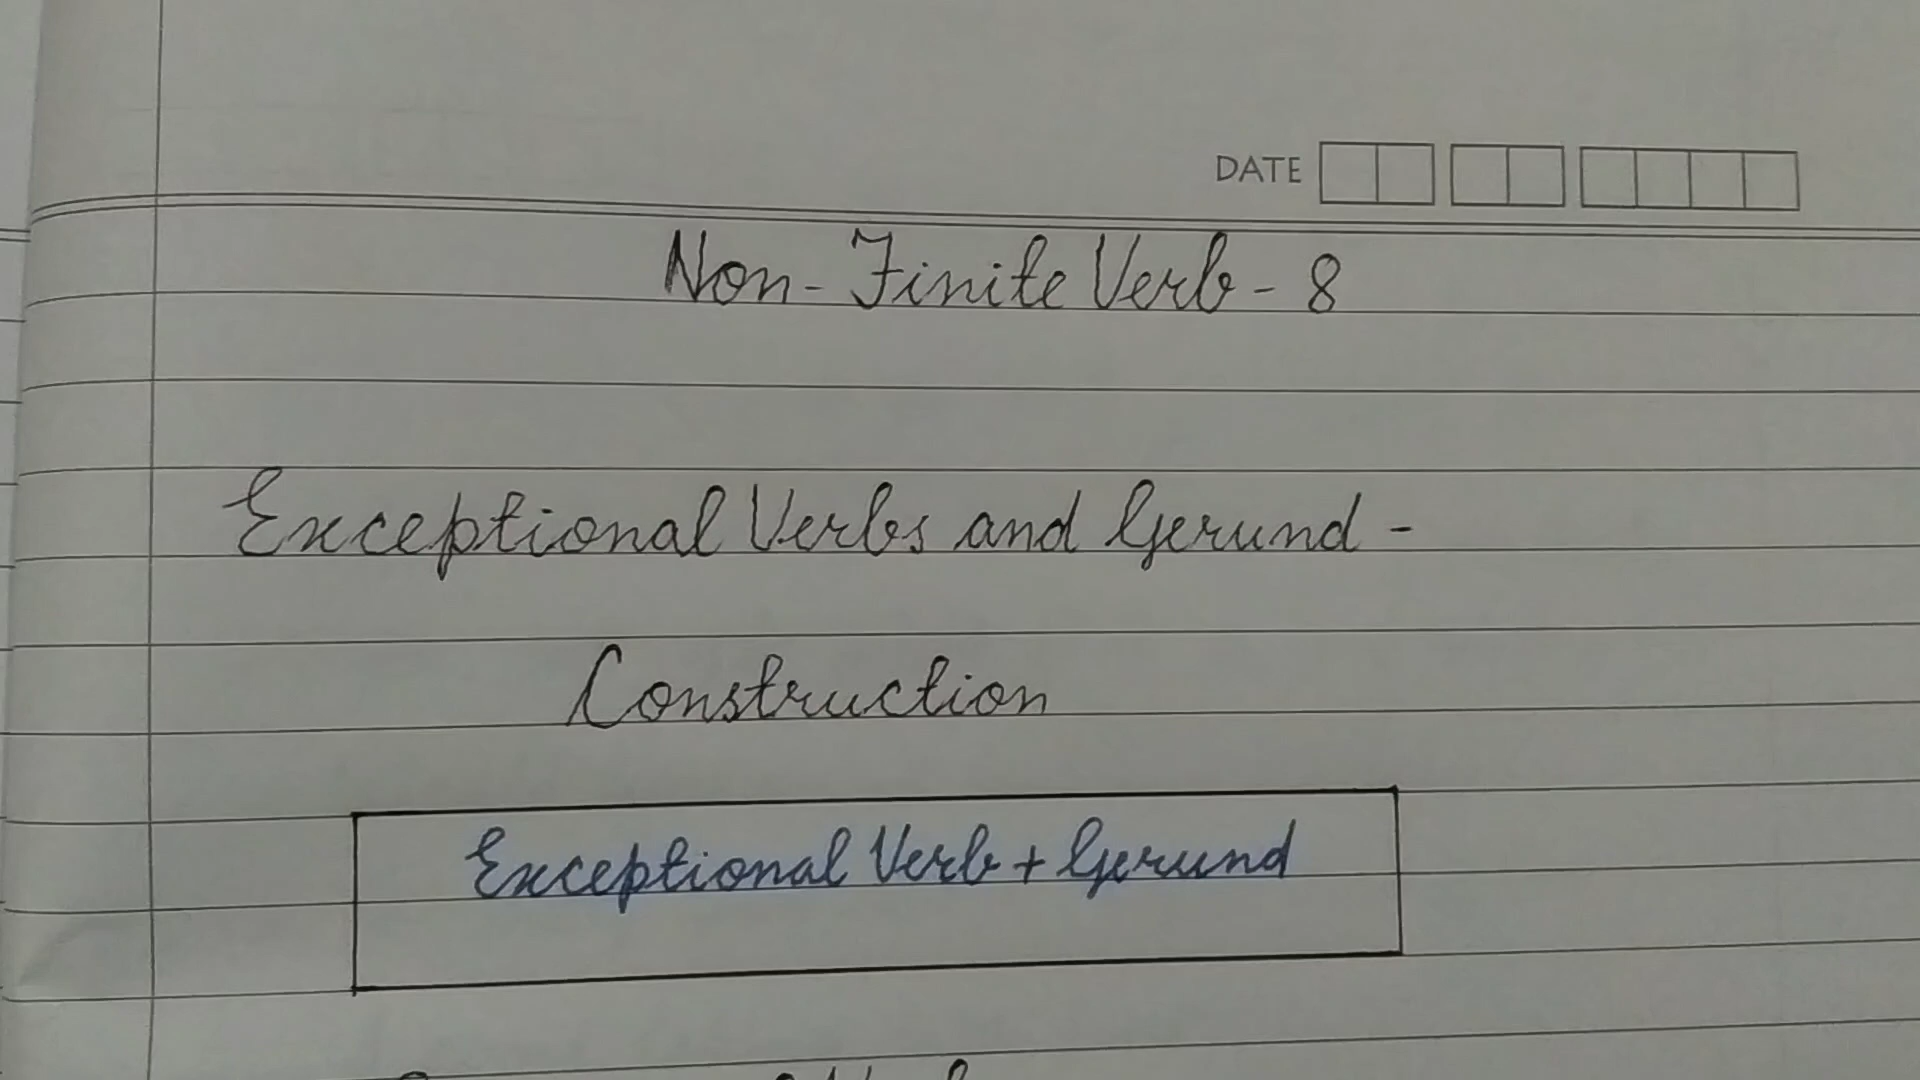 DATE
Non-Finite Verb - 8
Exceptional Verbs and Gerund -
Construction
Exceptional Verb + Gerund